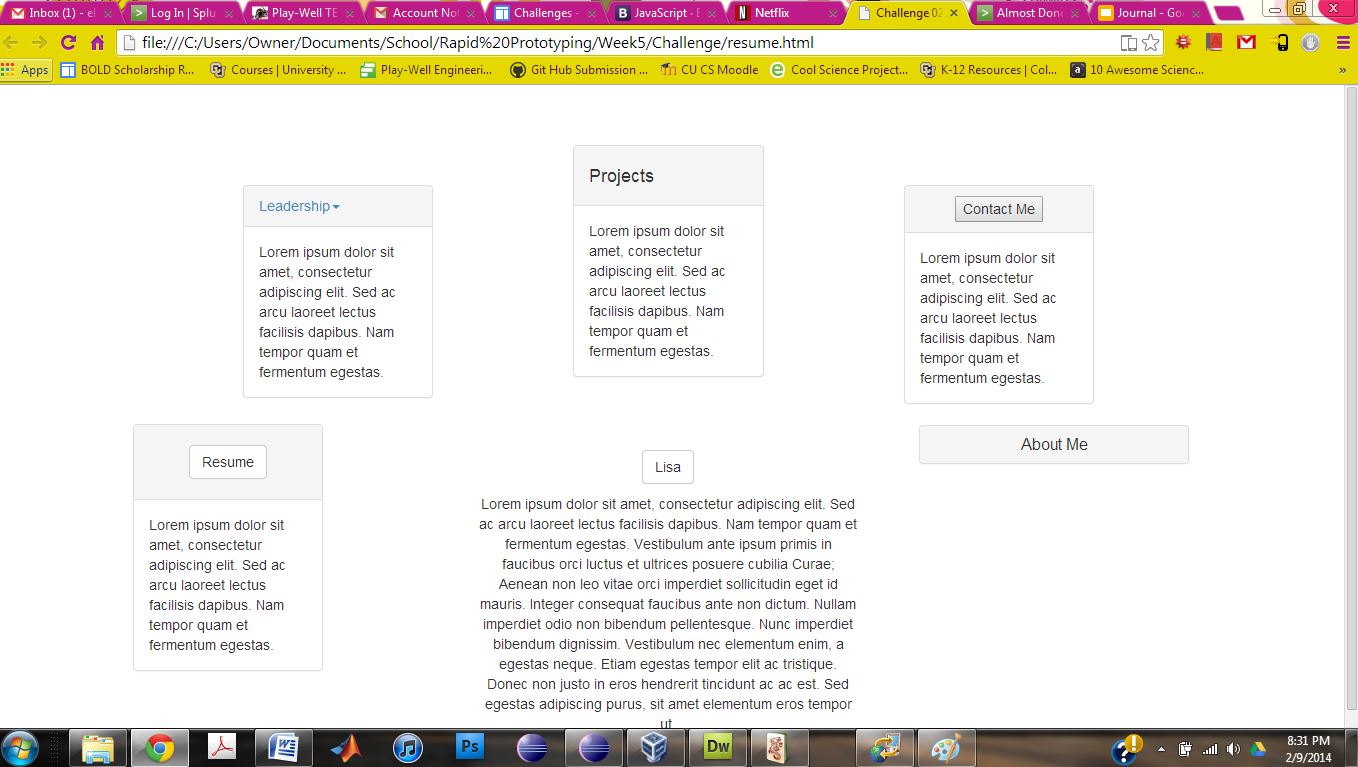 Inbox (1) - el
Log In | Splu
Play-Well TE
Account Not
Challenges -
JavaScript · B
Netflix
Challenge 02
Almost Done
Journal - Go
file:///C:/Users/Owner/Documents/School/Rapid%20Prototyping/Week5/Challenge/resume.html
Apps
BOLD Scholarship R...
Courses | University ...
Play-Well Engineeri...
Git Hub Submission ...
CU CS Moodle
Cool Science Project...
K-12 Resources | Col...
10 Awesome Scienc...
»
Leadership
Lorem ipsum dolor sit
amet, consectetur
adipiscing elit. Sed ac
arcu laoreet lectus
facilisis dapibus. Nam
tempor quam et
fermentum egestas.
Projects
Lorem ipsum dolor sit
amet, consectetur
adipiscing elit. Sed ac
arcu laoreet lectus
facilisis dapibus. Nam
tempor quam et
fermentum egestas.
Contact Me
Lorem ipsum dolor sit
amet, consectetur
adipiscing elit. Sed ac
arcu laoreet lectus
facilisis dapibus. Nam
tempor quam et
fermentum egestas.
Resume
Lorem ipsum dolor sit
amet, consectetur
adipiscing elit. Sed ac
arcu laoreet lectus
facilisis dapibus. Nam
tempor quam et
fermentum egestas.
Lisa
Lorem ipsum dolor sit amet, consectetur adipiscing elit. Sed
ac arcu laoreet lectus facilisis dapibus. Nam tempor quam et
fermentum egestas. Vestibulum ante ipsum primis in
faucibus orci luctus et ultrices posuere cubilia Curae;
Aenean non leo vitae orci imperdiet sollicitudin eget id
mauris. Integer consequat faucibus ante non dictum. Nullam
imperdiet odio non bibendum pellentesque. Nunc imperdiet
bibendum dignissim. Vestibulum nec elementum enim, a
egestas neque. Etiam egestas tempor elit ac tristique.
Donec non justo in eros hendrerit tincidunt ac ac est. Sed
egestas adipiscing purus, sit amet elementum eros tempor
ut
About Me
Ps
Dw
8:31 PM
2/9/2014